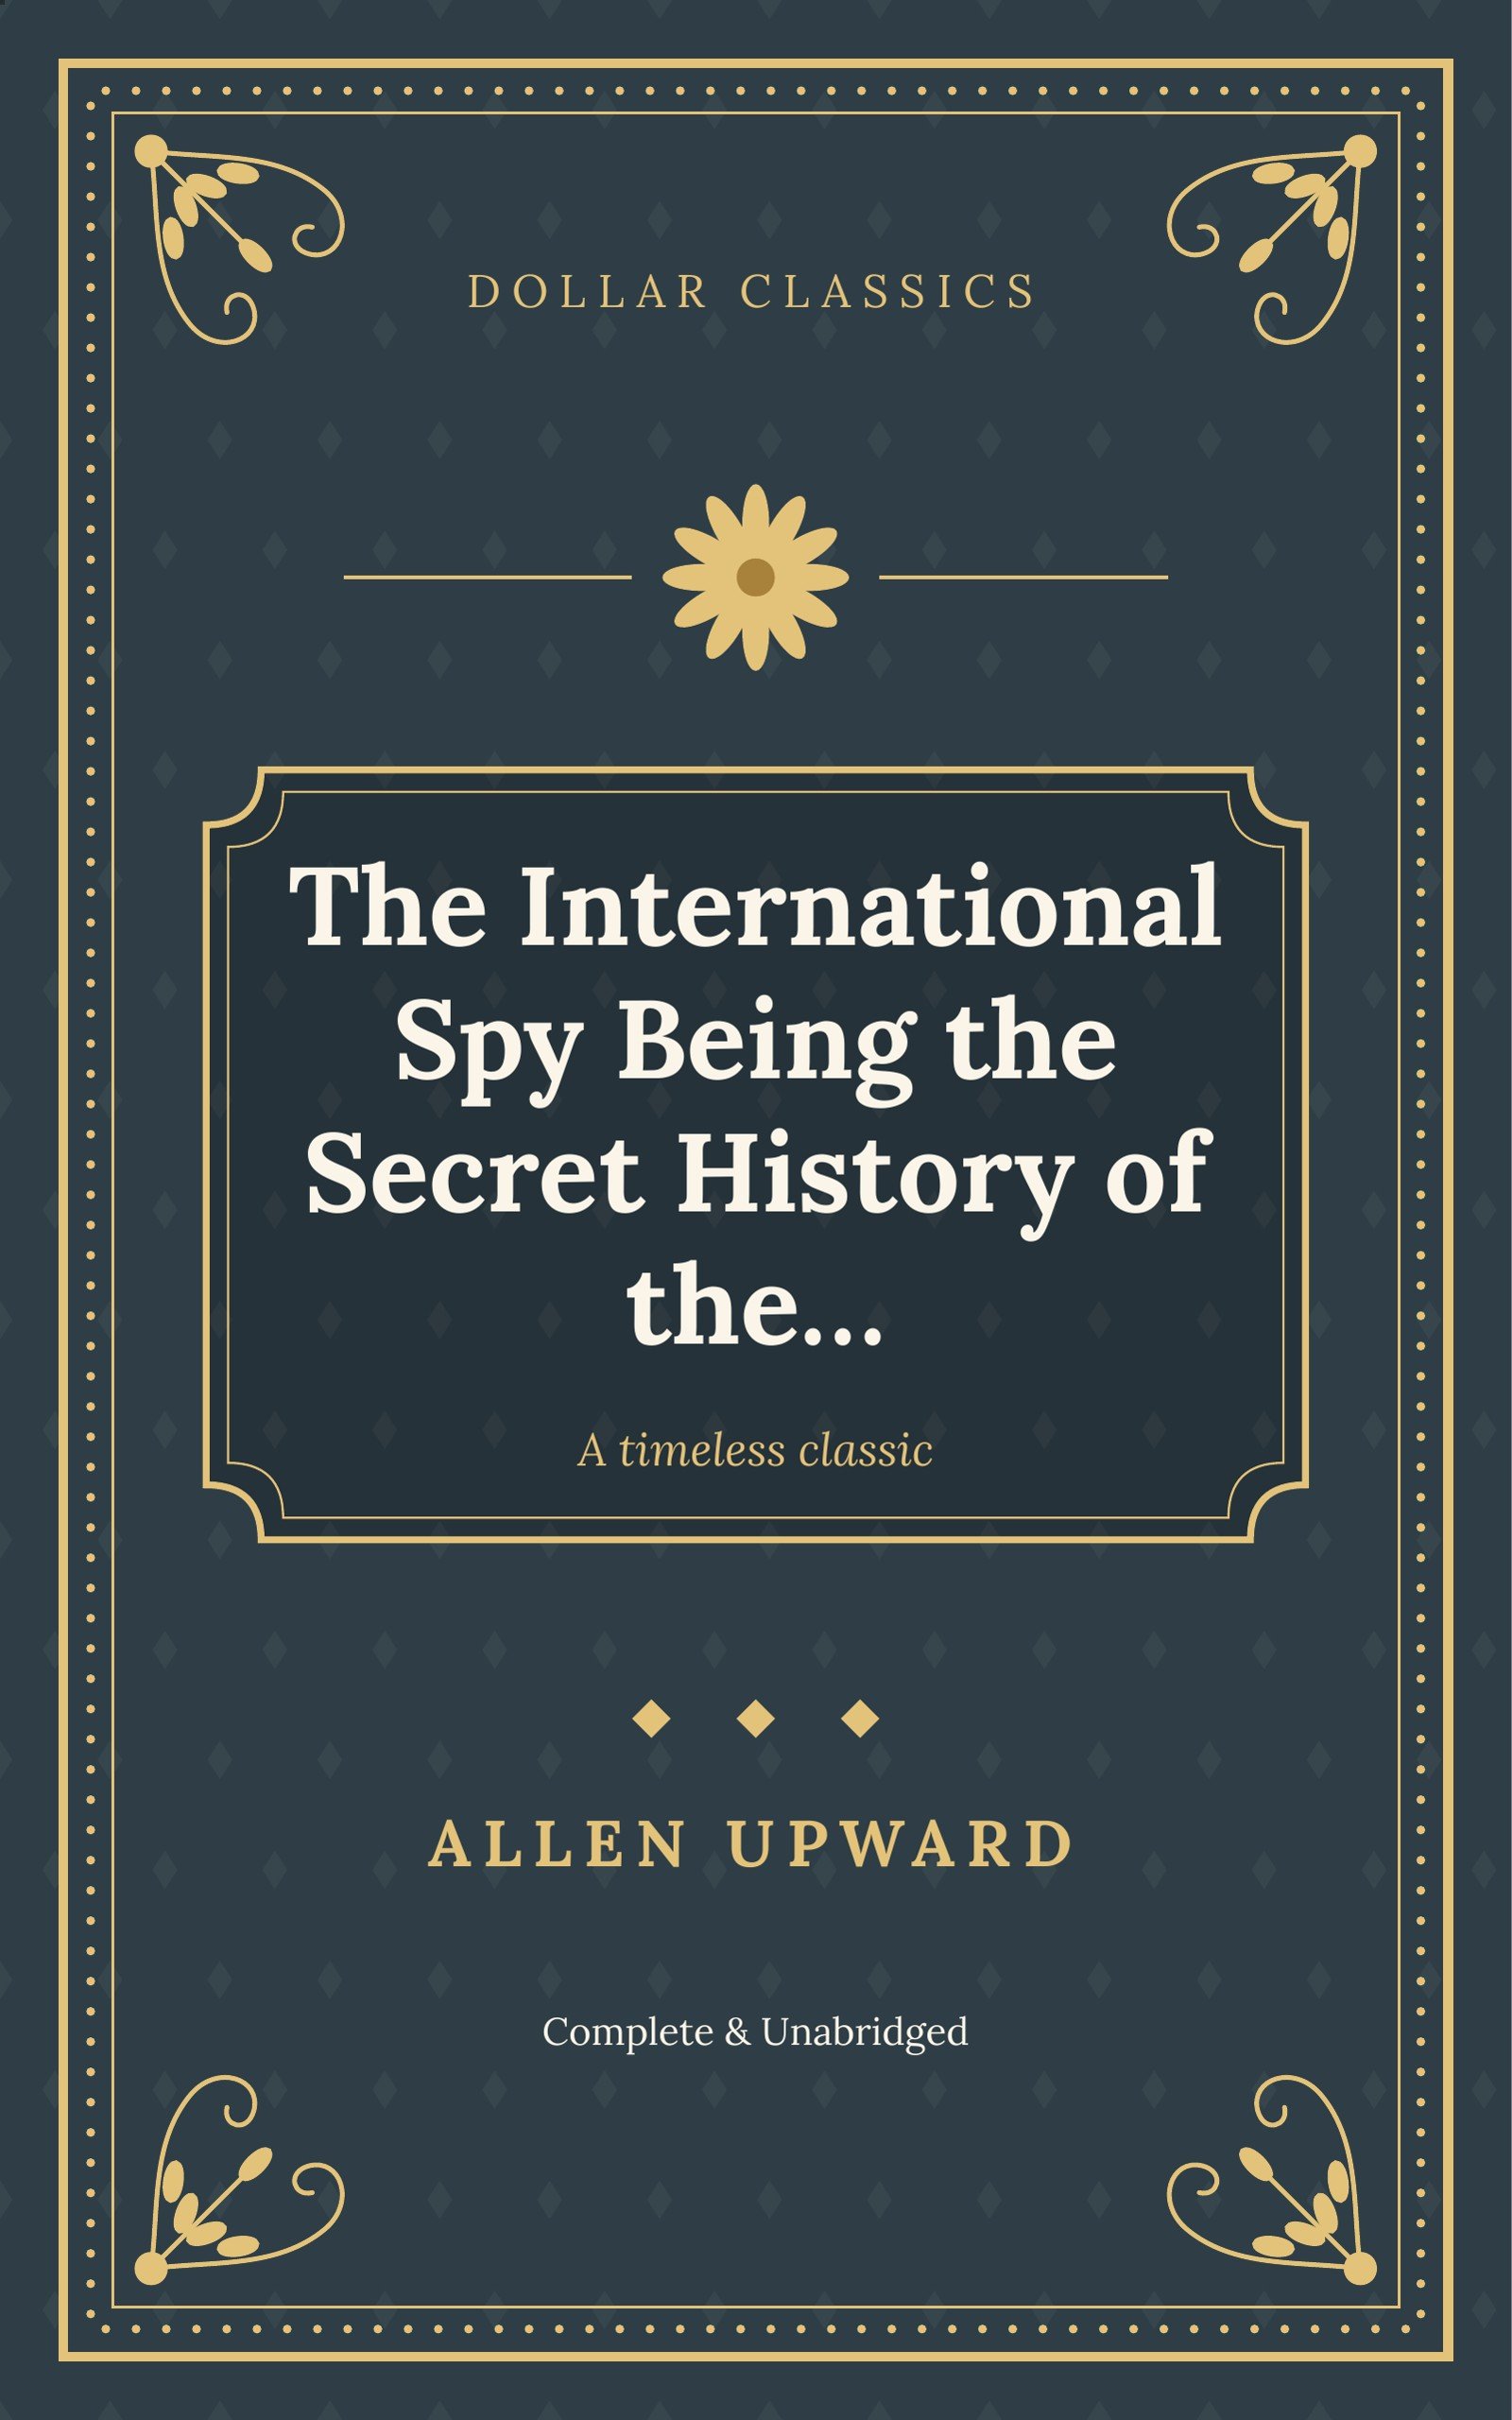 DOLLAR CLASSICS
The International
Spy Being the
Secret History of
the...
A timeless classic
ALLEN UPWARD
Complete & Unabridged